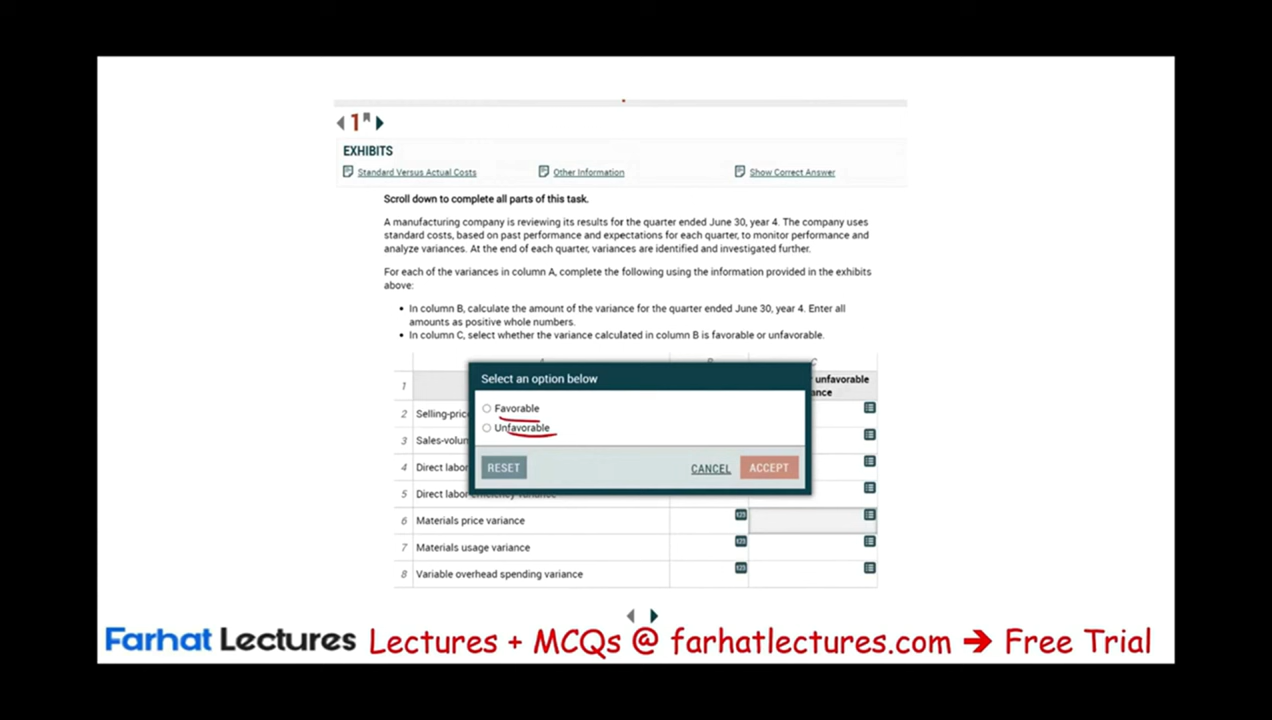 1
EXHIBITS
Standard Versus Actual Costs Other Information Show Correct Answer
Scroll down to complete all parts of this task.
A manufacturing company is reviewing its results for the quarter ended June 30, year 4. The company uses
standard costs, based on past performance and expectations for each quarter, to monitor performance and
analyze variances. At the end of each quarter, variances are identified and investigated further.
For each of the variances in column A, complete the following using the information provided in the exhibits
above:
• In column B, calculate the amount of the variance for the quarter ended June 30, year 4. Enter all
amounts as positive whole numbers.
• In column C, select whether the variance calculated in column B is favorable or unfavorable.
C
Select an option below
1 unfavorable
Favorable
2 Selling-pric
Unfavorable
3 Sales-volu
4 Direct labor
RESET CANCEL ACCEPT
5 Direct labor efficiency variance
6 Materials price variance 123
7 Materials usage variance 123
8 Variable overhead spending variance 123
Farhat Lectures Lectures + MCQs @ farhatlectures.com → Free Trial